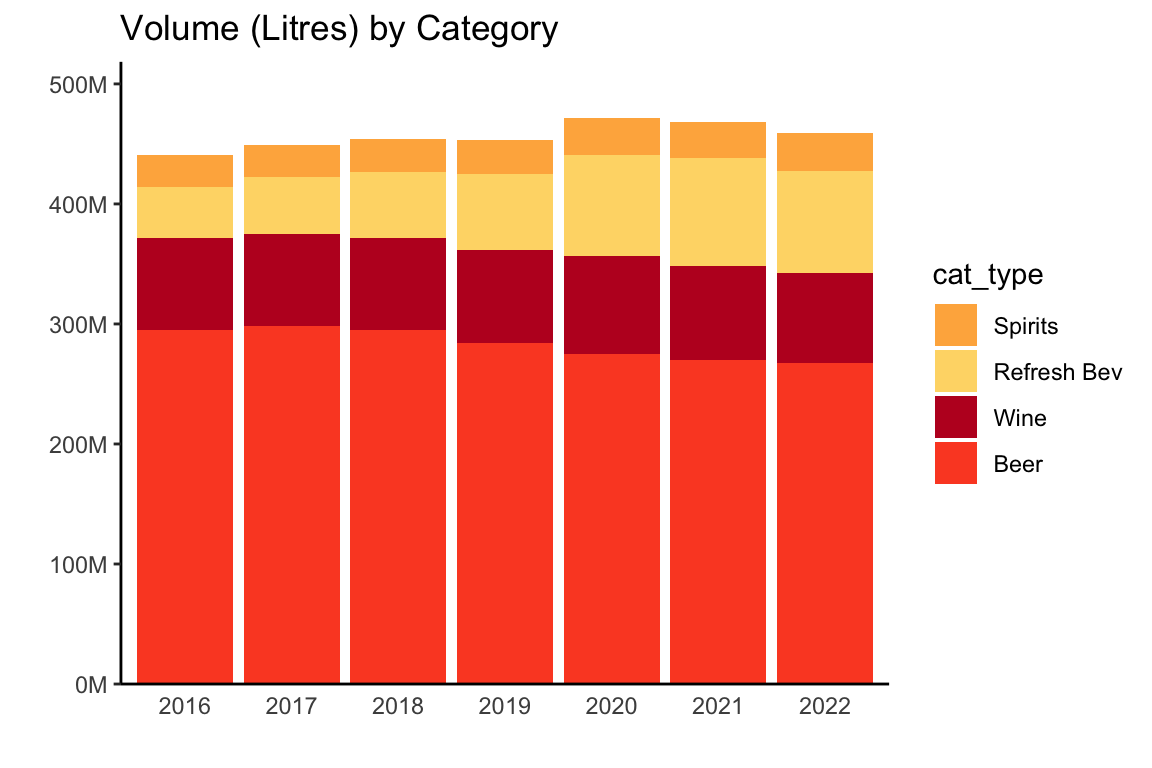 Volume (Litres) by Category
500M
400M
300M
200M
100M
0M
2016 2017 2018 2019 2020 2021 2022
cat_type
Spirits
Refresh Bev
Wine
Beer